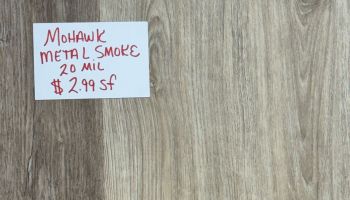 MOHAWK
METAL SMOKE
20 MIL
$ 2.99 Sf